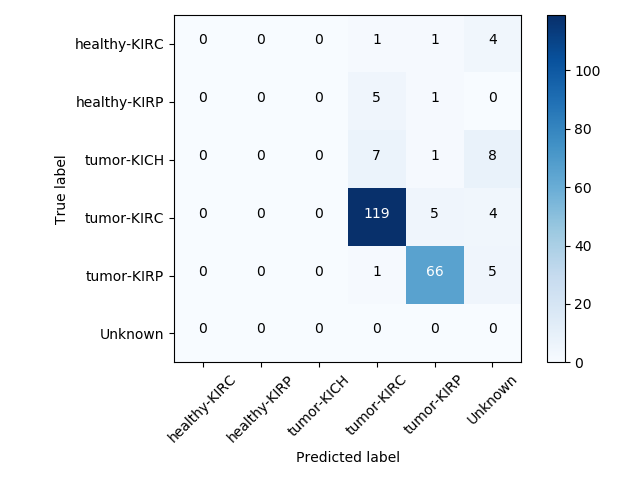 healthy-KIRC 0 0 0 1 1 4
healthy-KIRP 0 0 0 5 1 0
tumor-KICH 0 0 0 7 1 8
tumor-KIRC 0 0 0 119 5 4
tumor-KIRP 0 0 0 1 66 5
Unknown 0 0 0 0 0 0
True label
healthy-KIRC healthy-KIRP tumor-KICH tumor-KIRC tumor-KIRP Unknown
Predicted label
100
80
60
40
20
0